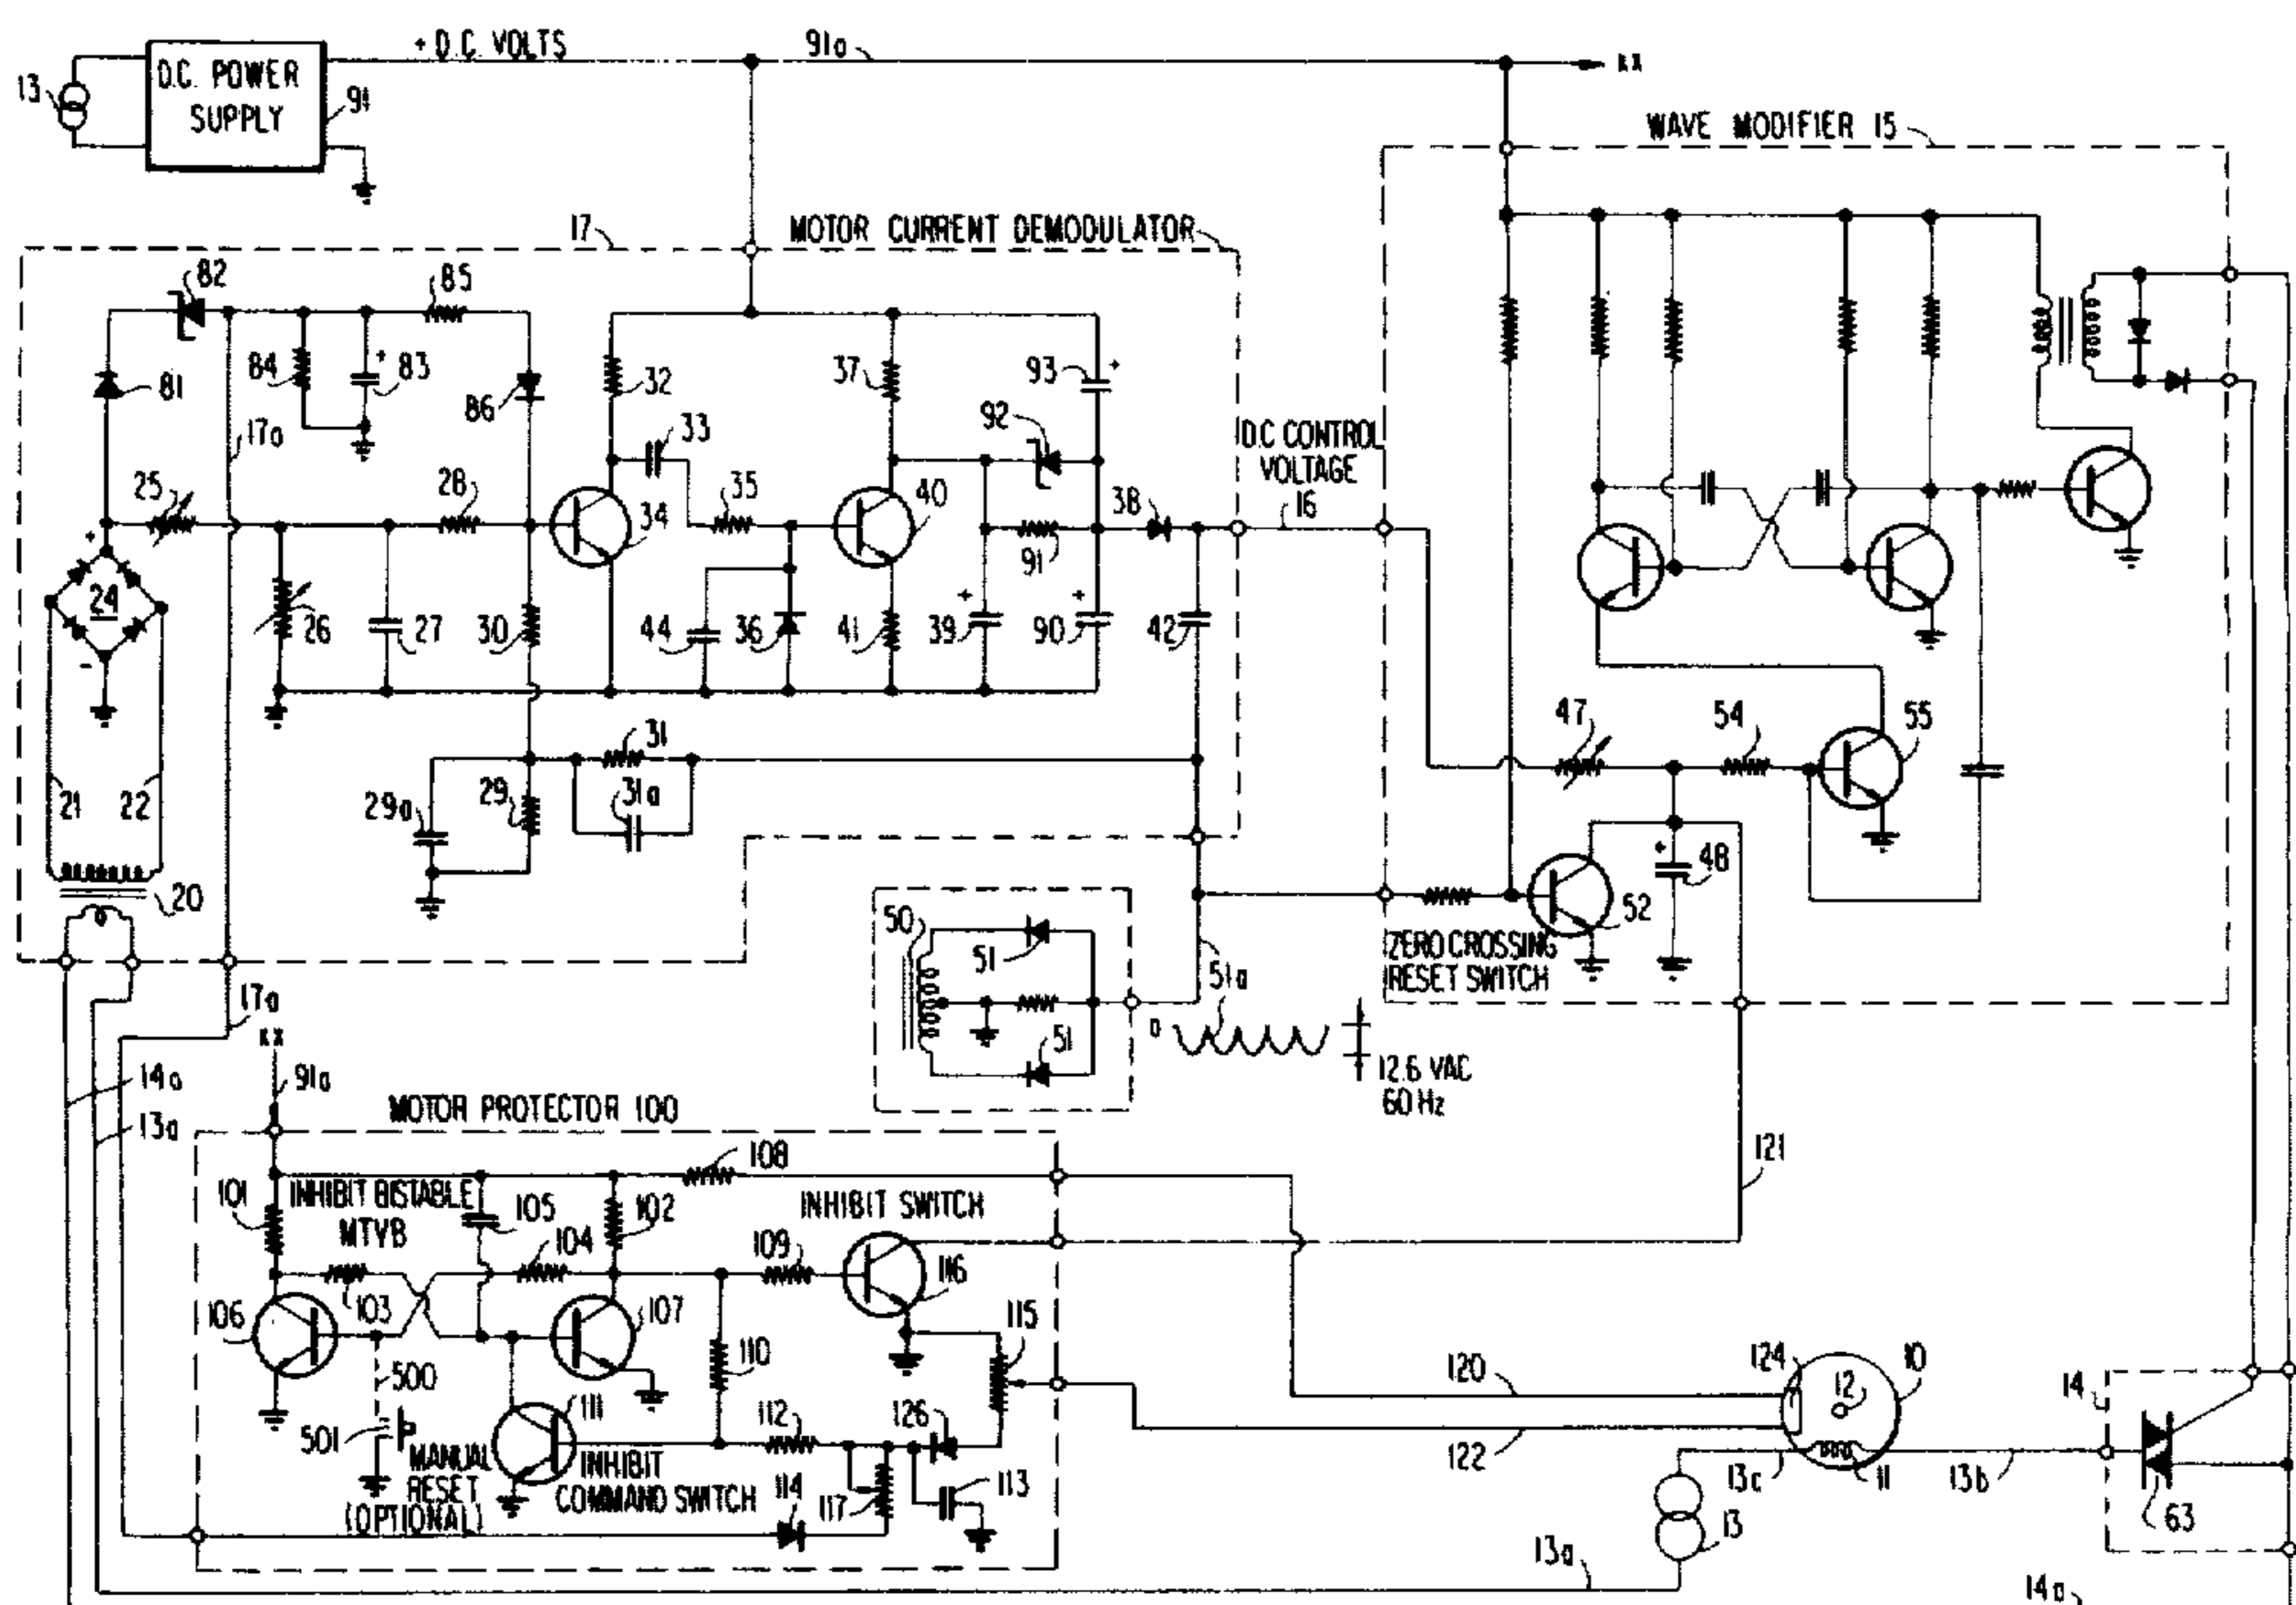 + D.C. VOLTS
91a
xx
13
D.C. POWER
SUPPLY
91
WAVE MODIFIER 15
17
MOTOR CURRENT DEMODULATOR
82
85
84
+
83
81
86
17a
32
37
93
+
92
33
D.C CONTROL
VOLTAGE
16
25
28
34
35
40
38
91
+
24
-
26
27
30
44
36
41
+
39
+
90
42
47
54
55
31
21
22
29a
29
31a
+
48
20
50
51
52
ZERO CROSSING
RESET SWITCH
51a
0
51
12.6 VAC
60 Hz
17a
xx
91a
14a
13a
MOTOR PROTECTOR 100
108
121
101
INHIBIT BISTABLE
MTVB
105
102
INHIBIT SWITCH
104
109
116
106
103
107
115
110
500
501
111
112
126
120
124
12
10
14
122
MANUAL
RESET
(OPTIONAL)
INHIBIT
COMMAND SWITCH
114
117
113
13c
11
13b
63
13
13a
14a